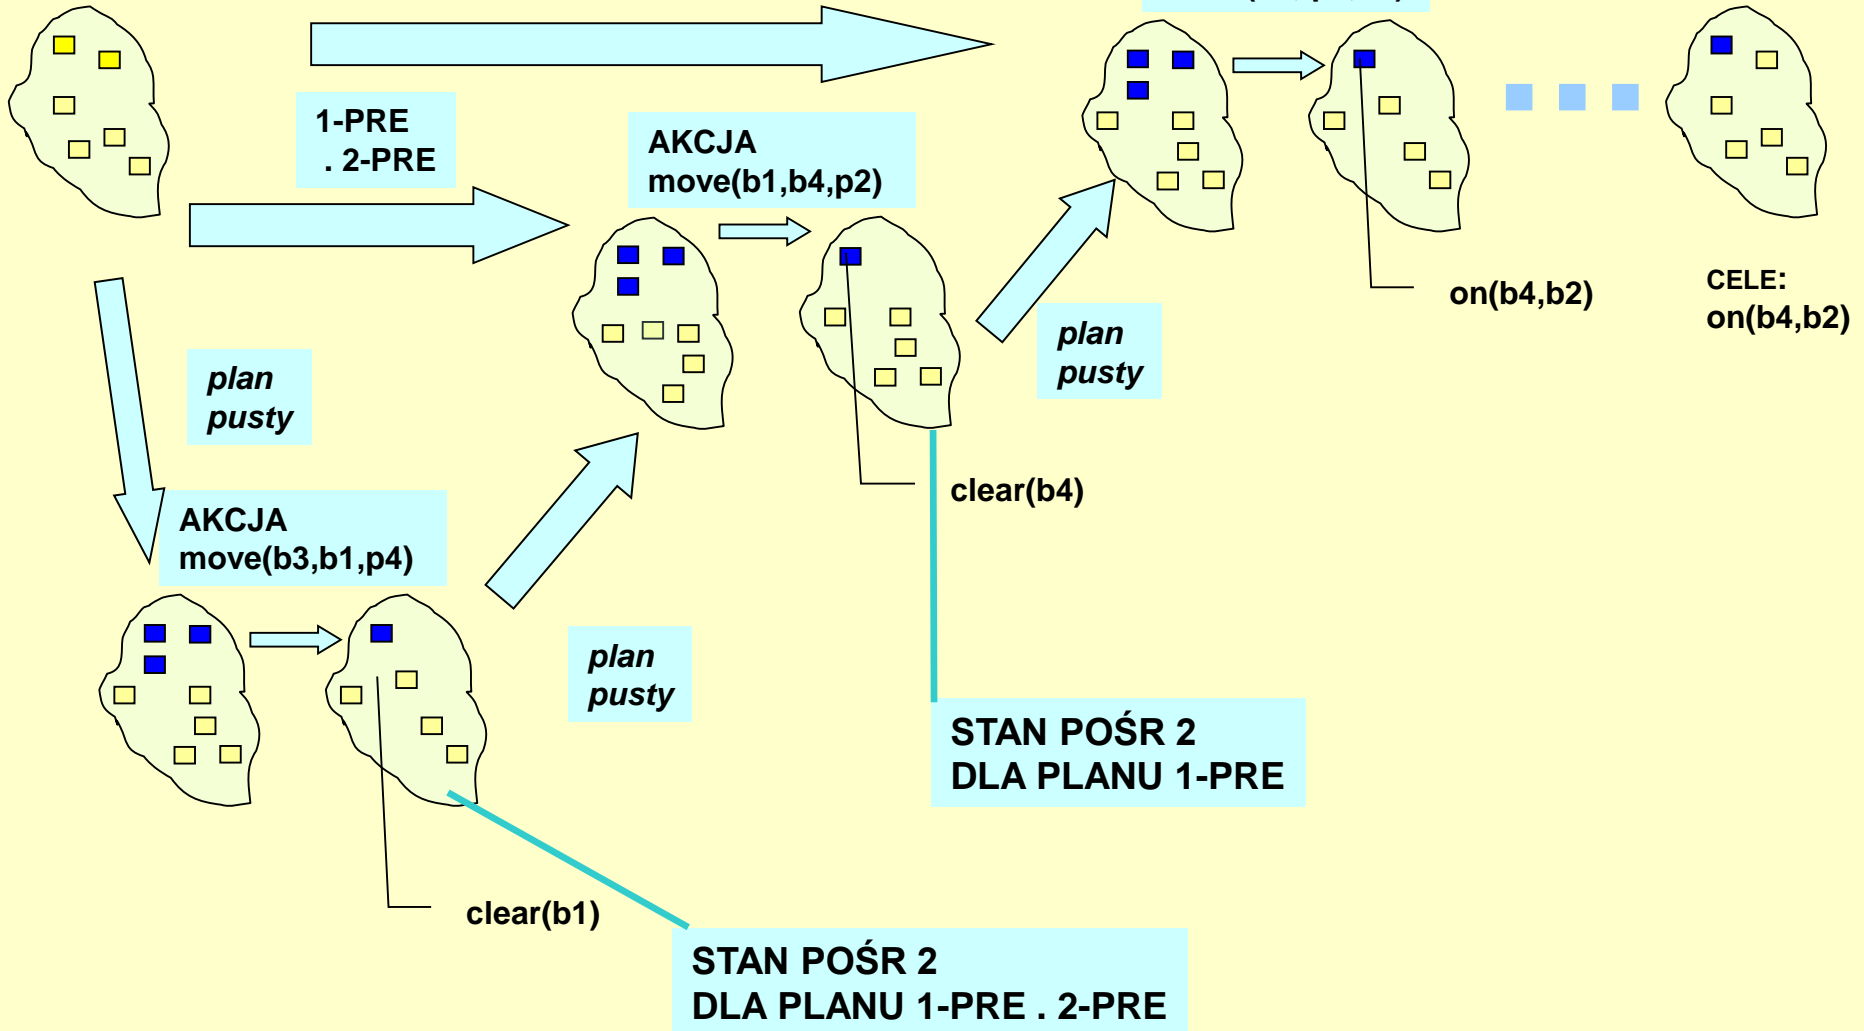 1-PRE
. 2-PRE
AKCJA
move(b1,b4,p2)
on(b4,b2)
CELE:
on(b4,b2)
plan
pusty
plan
pusty
clear(b4)
AKCJA
move(b3,b1,p4)
plan
pusty
STAN POŚR 2
DLA PLANU 1-PRE
clear(b1)
STAN POŚR 2
DLA PLANU 1-PRE . 2-PRE